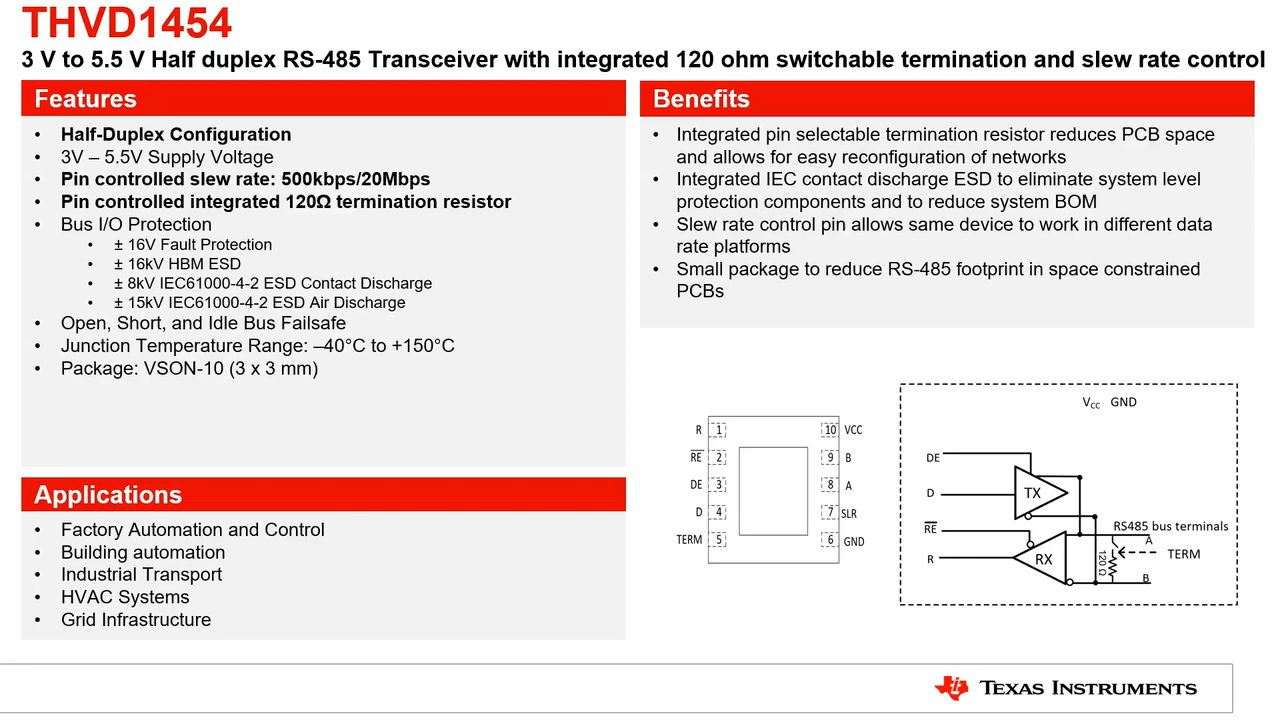 THVD1454
3 V to 5.5 V Half duplex RS-485 Transceiver with integrated 120 ohm switchable termination and slew rate control
Features
• Half-Duplex Configuration
• 3V – 5.5V Supply Voltage
• Pin controlled slew rate: 500kbps/20Mbps
• Pin controlled integrated 120Ω termination resistor
• Bus I/O Protection
• ± 16V Fault Protection
• ± 16kV HBM ESD
• ± 8kV IEC61000-4-2 ESD Contact Discharge
• ± 15kV IEC61000-4-2 ESD Air Discharge
• Open, Short, and Idle Bus Failsafe
• Junction Temperature Range: –40°C to +150°C
• Package: VSON-10 (3 x 3 mm)
Applications
• Factory Automation and Control
• Building automation
• Industrial Transport
• HVAC Systems
• Grid Infrastructure
Benefits
• Integrated pin selectable termination resistor reduces PCB space
and allows for easy reconfiguration of networks
• Integrated IEC contact discharge ESD to eliminate system level
protection components and to reduce system BOM
• Slew rate control pin allows same device to work in different data
rate platforms
• Small package to reduce RS-485 footprint in space constrained
PCBs
R 1 10 VCC
RE 2 9 B
DE 3 8 A
D 4 7 SLR
TERM 5 6 GND
VCC GND
DE
D
TX
RE
RS485 bus terminals
A
R
RX
120 Ω
TERM
B
TEXAS INSTRUMENTS